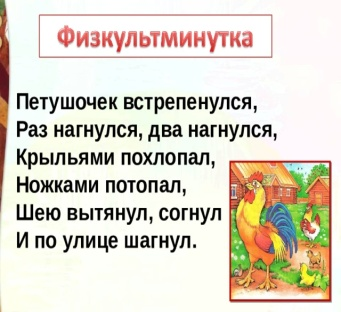 Физкультминутка
Петушочек встрепенулся,
Раз нагнулся, два нагнулся,
Крыльями похлопал,
Ножками потопал,
Шею вытянул, согнул
И по улице шагнул.